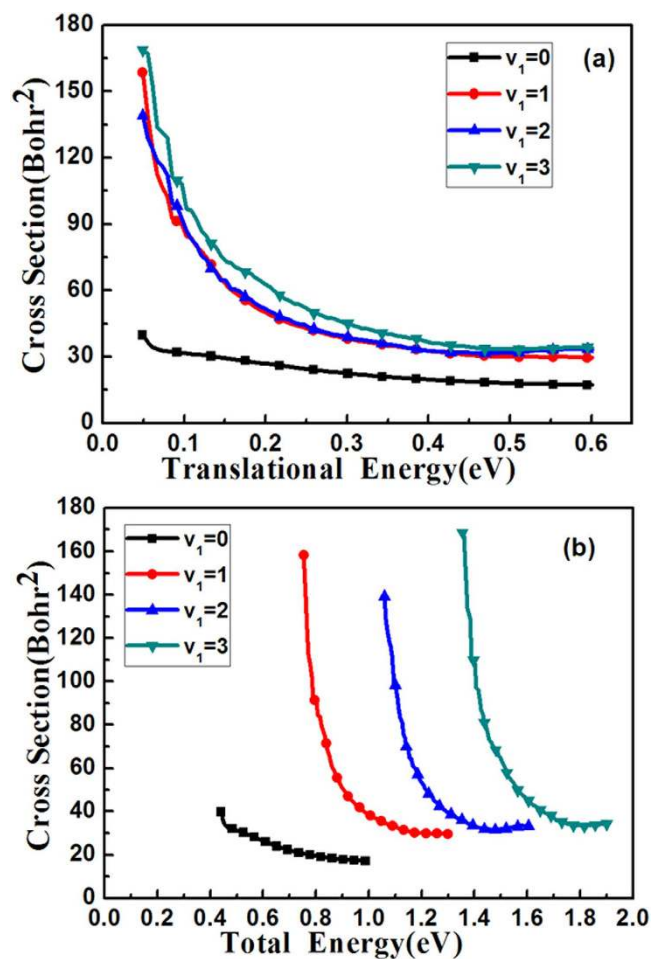 180
150
120
90
60
30
0
Cross Section(Bohr²)
(a)
v₁=0
v₁=1
v₁=2
v₁=3
0.0 0.1 0.2 0.3 0.4 0.5 0.6
Translational Energy(eV)
180
160
140
120
100
80
60
40
20
0
Cross Section(Bohr²)
(b)
v₁=0
v₁=1
v₁=2
v₁=3
0.0 0.2 0.4 0.6 0.8 1.0 1.2 1.4 1.6 1.8 2.0
Total Energy(eV)